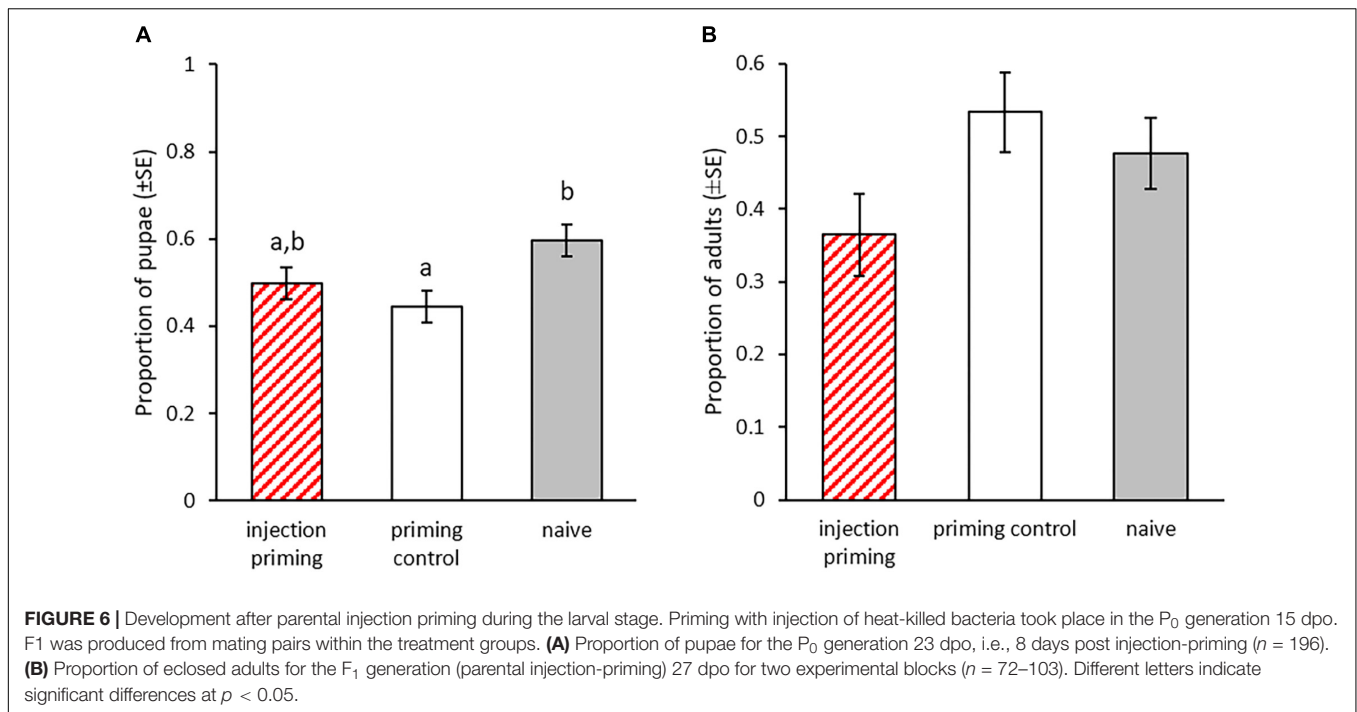 A
B
Proportion of pupae (±SE)
1
0.8
0.6
0.4
0.2
0
a,b
a
b
injection
priming
priming
control
naive
Proportion of adults (±SE)
0.6
0.5
0.4
0.3
0.2
0.1
0
injection
priming
priming control
naive
FIGURE 6 | Development after parental injection priming during the larval stage. Priming with injection of heat-killed bacteria took place in the P0 generation 15 dpo.
F1 was produced from mating pairs within the treatment groups. (A) Proportion of pupae for the P0 generation 23 dpo, i.e., 8 days post injection-priming (n = 196).
(B) Proportion of eclosed adults for the F1 generation (parental injection-priming) 27 dpo for two experimental blocks (n = 72–103). Different letters indicate
significant differences at p < 0.05.